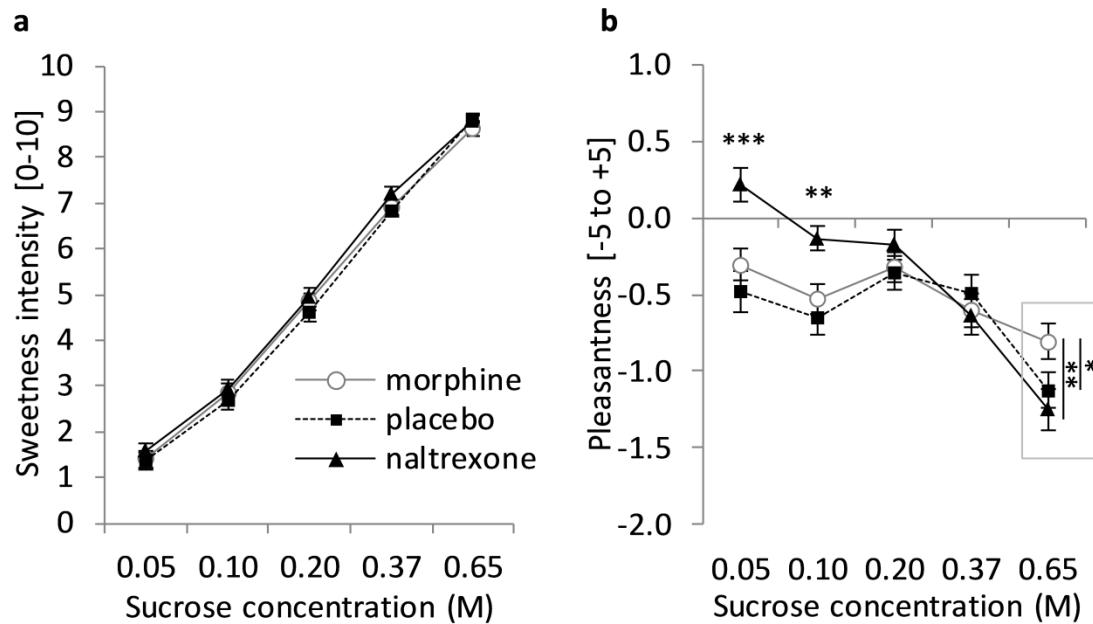 a
Sweetness intensity [0-10]
10
9
8
7
6
5
4
3
2
1
0
morphine
placebo
naltrexone
0.05 0.10 0.20 0.37 0.65
Sucrose concentration (M)
b
Pleasantness [-5 to +5]
1.0
0.5
0.0
-0.5
-1.0
-1.5
-2.0
***
**
**
*
0.05 0.10 0.20 0.37 0.65
Sucrose concentration (M)